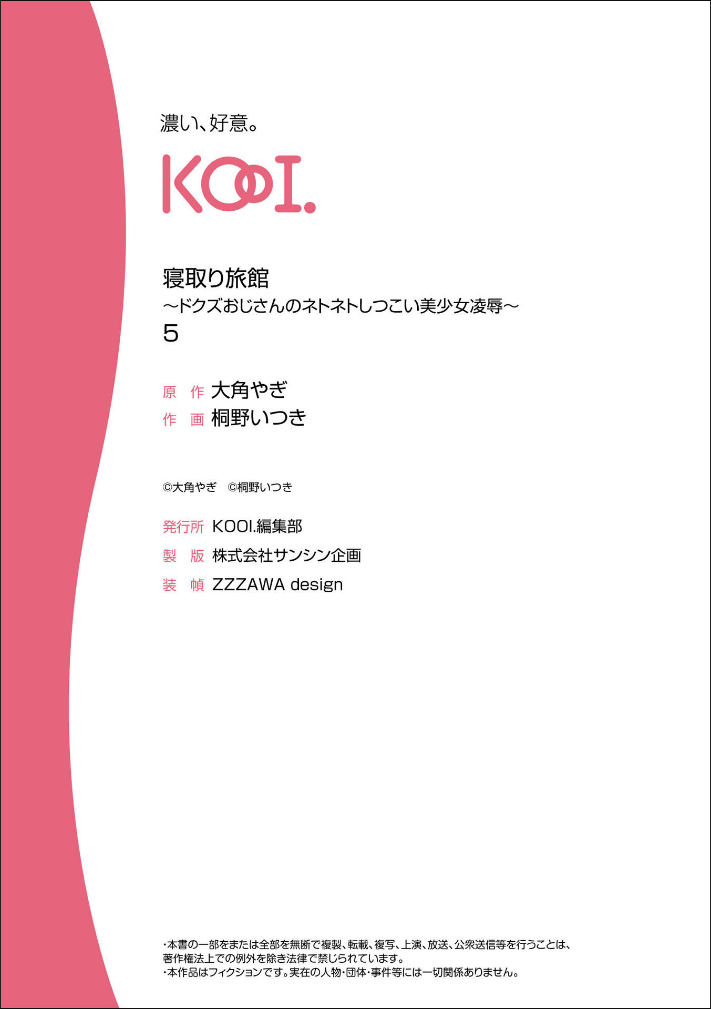 濃い、好意。
KOOI.
寝取り旅館
～ドクズおじさんのネトネトしつこい美少女凌辱～
5
原　作 大角やぎ
作　画 桐野いつき
©大角やぎ　©桐野いつき
発行所 KOOI.編集部
製　版 株式会社サンシン企画
装　幀 ZZZAWA design
・本書の一部をまたは全部を無断で複製、転載、複写、上演、放送、公衆送信等を行うことは、
著作権法上での例外を除き法律で禁じられています。
・本作品はフィクションです。実在の人物・団体・事件等には一切関係ありません。